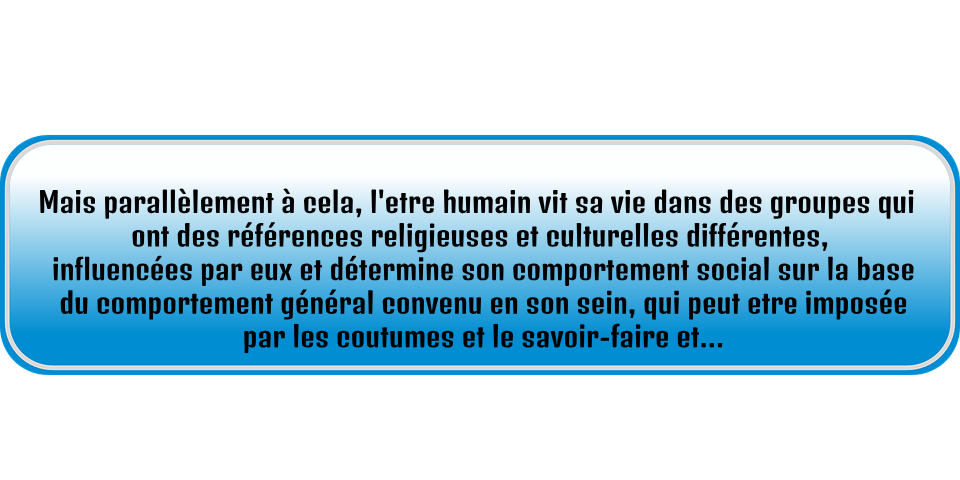 Mais parallèlement à cela, l'etre humain vit sa vie dans des groupes qui
ont des références religieuses et culturelles différentes,
influencées par eux et détermine son comportement social sur la base
du comportement général convenu en son sein, qui peut etre imposée
par les coutumes et le savoir-faire et...